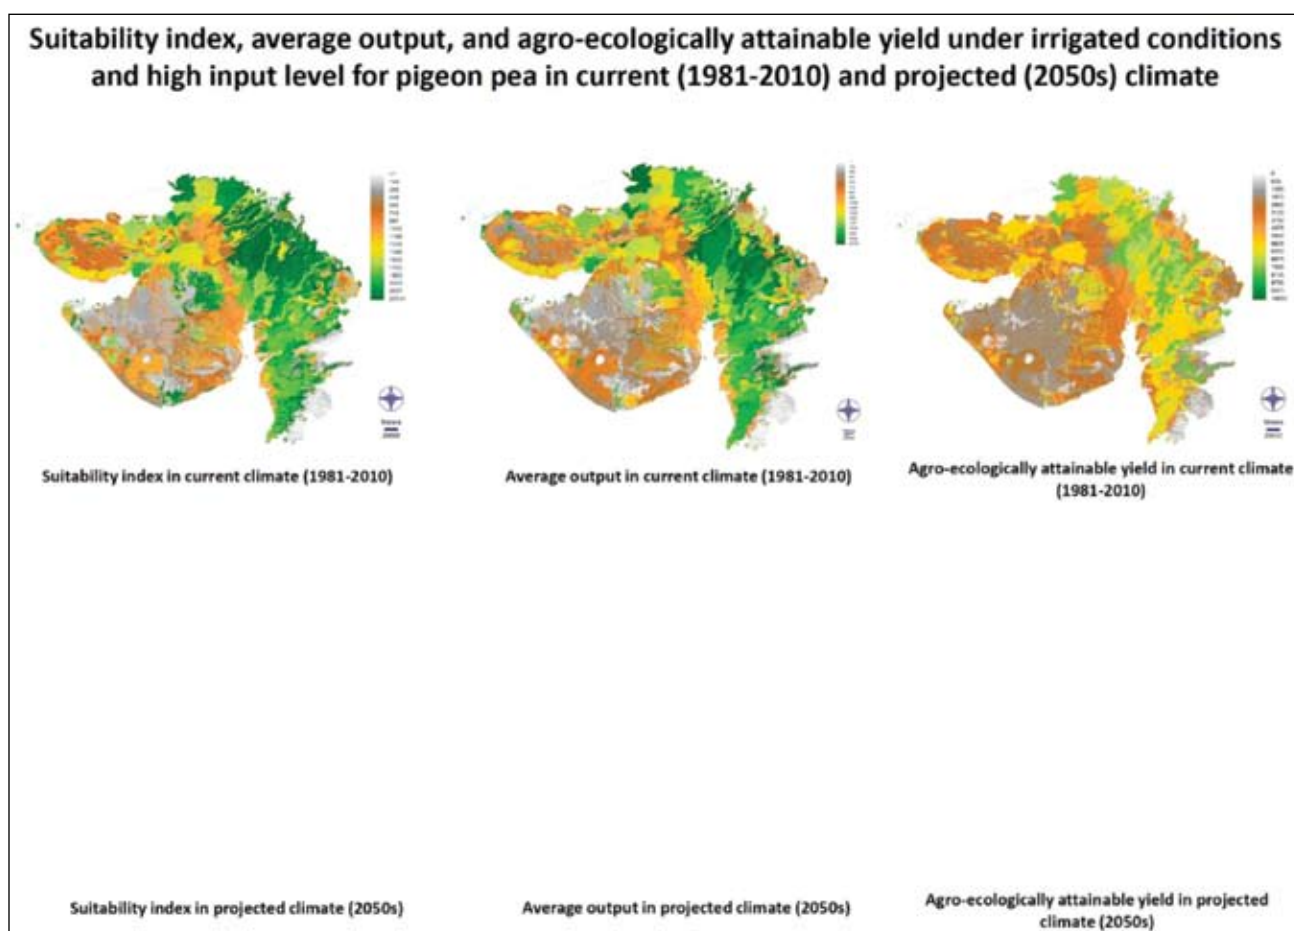 Suitability index, average output, and agro-ecologically attainable yield under irrigated conditions
and high input level for pigeon pea in current (1981-2010) and projected (2050s) climate
Suitability index in current climate (1981-2010)
Average output in current climate (1981-2010)
Agro-ecologically attainable yield in current climate
(1981-2010)
Suitability index in projected climate (2050s)
Average output in projected climate (2050s)
Agro-ecologically attainable yield in projected
climate (2050s)